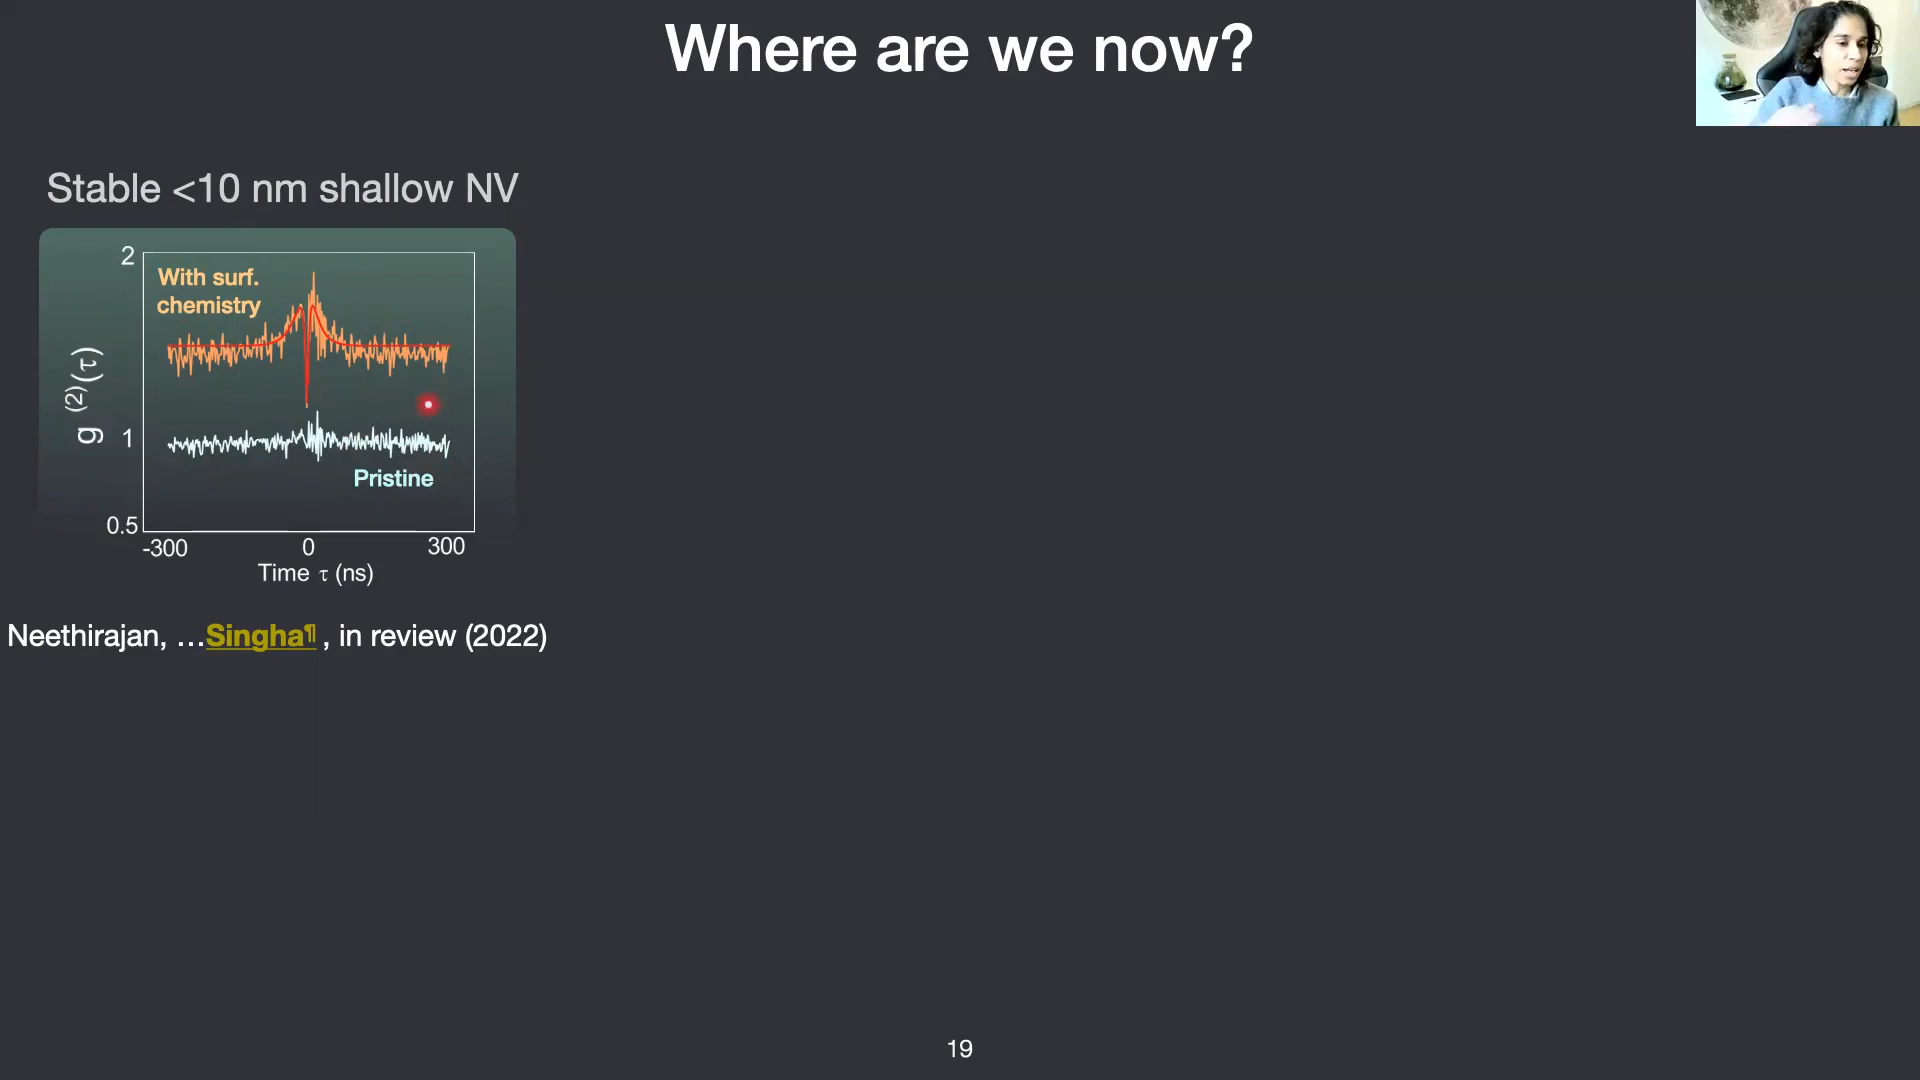 Where are we now?
Stable <10 nm shallow NV
2
With surf.
chemistry
g (2)(τ)
1
Pristine
0.5
-300 0 300
Time τ (ns)
Neethirajan, ...Singha¶ , in review (2022)
19